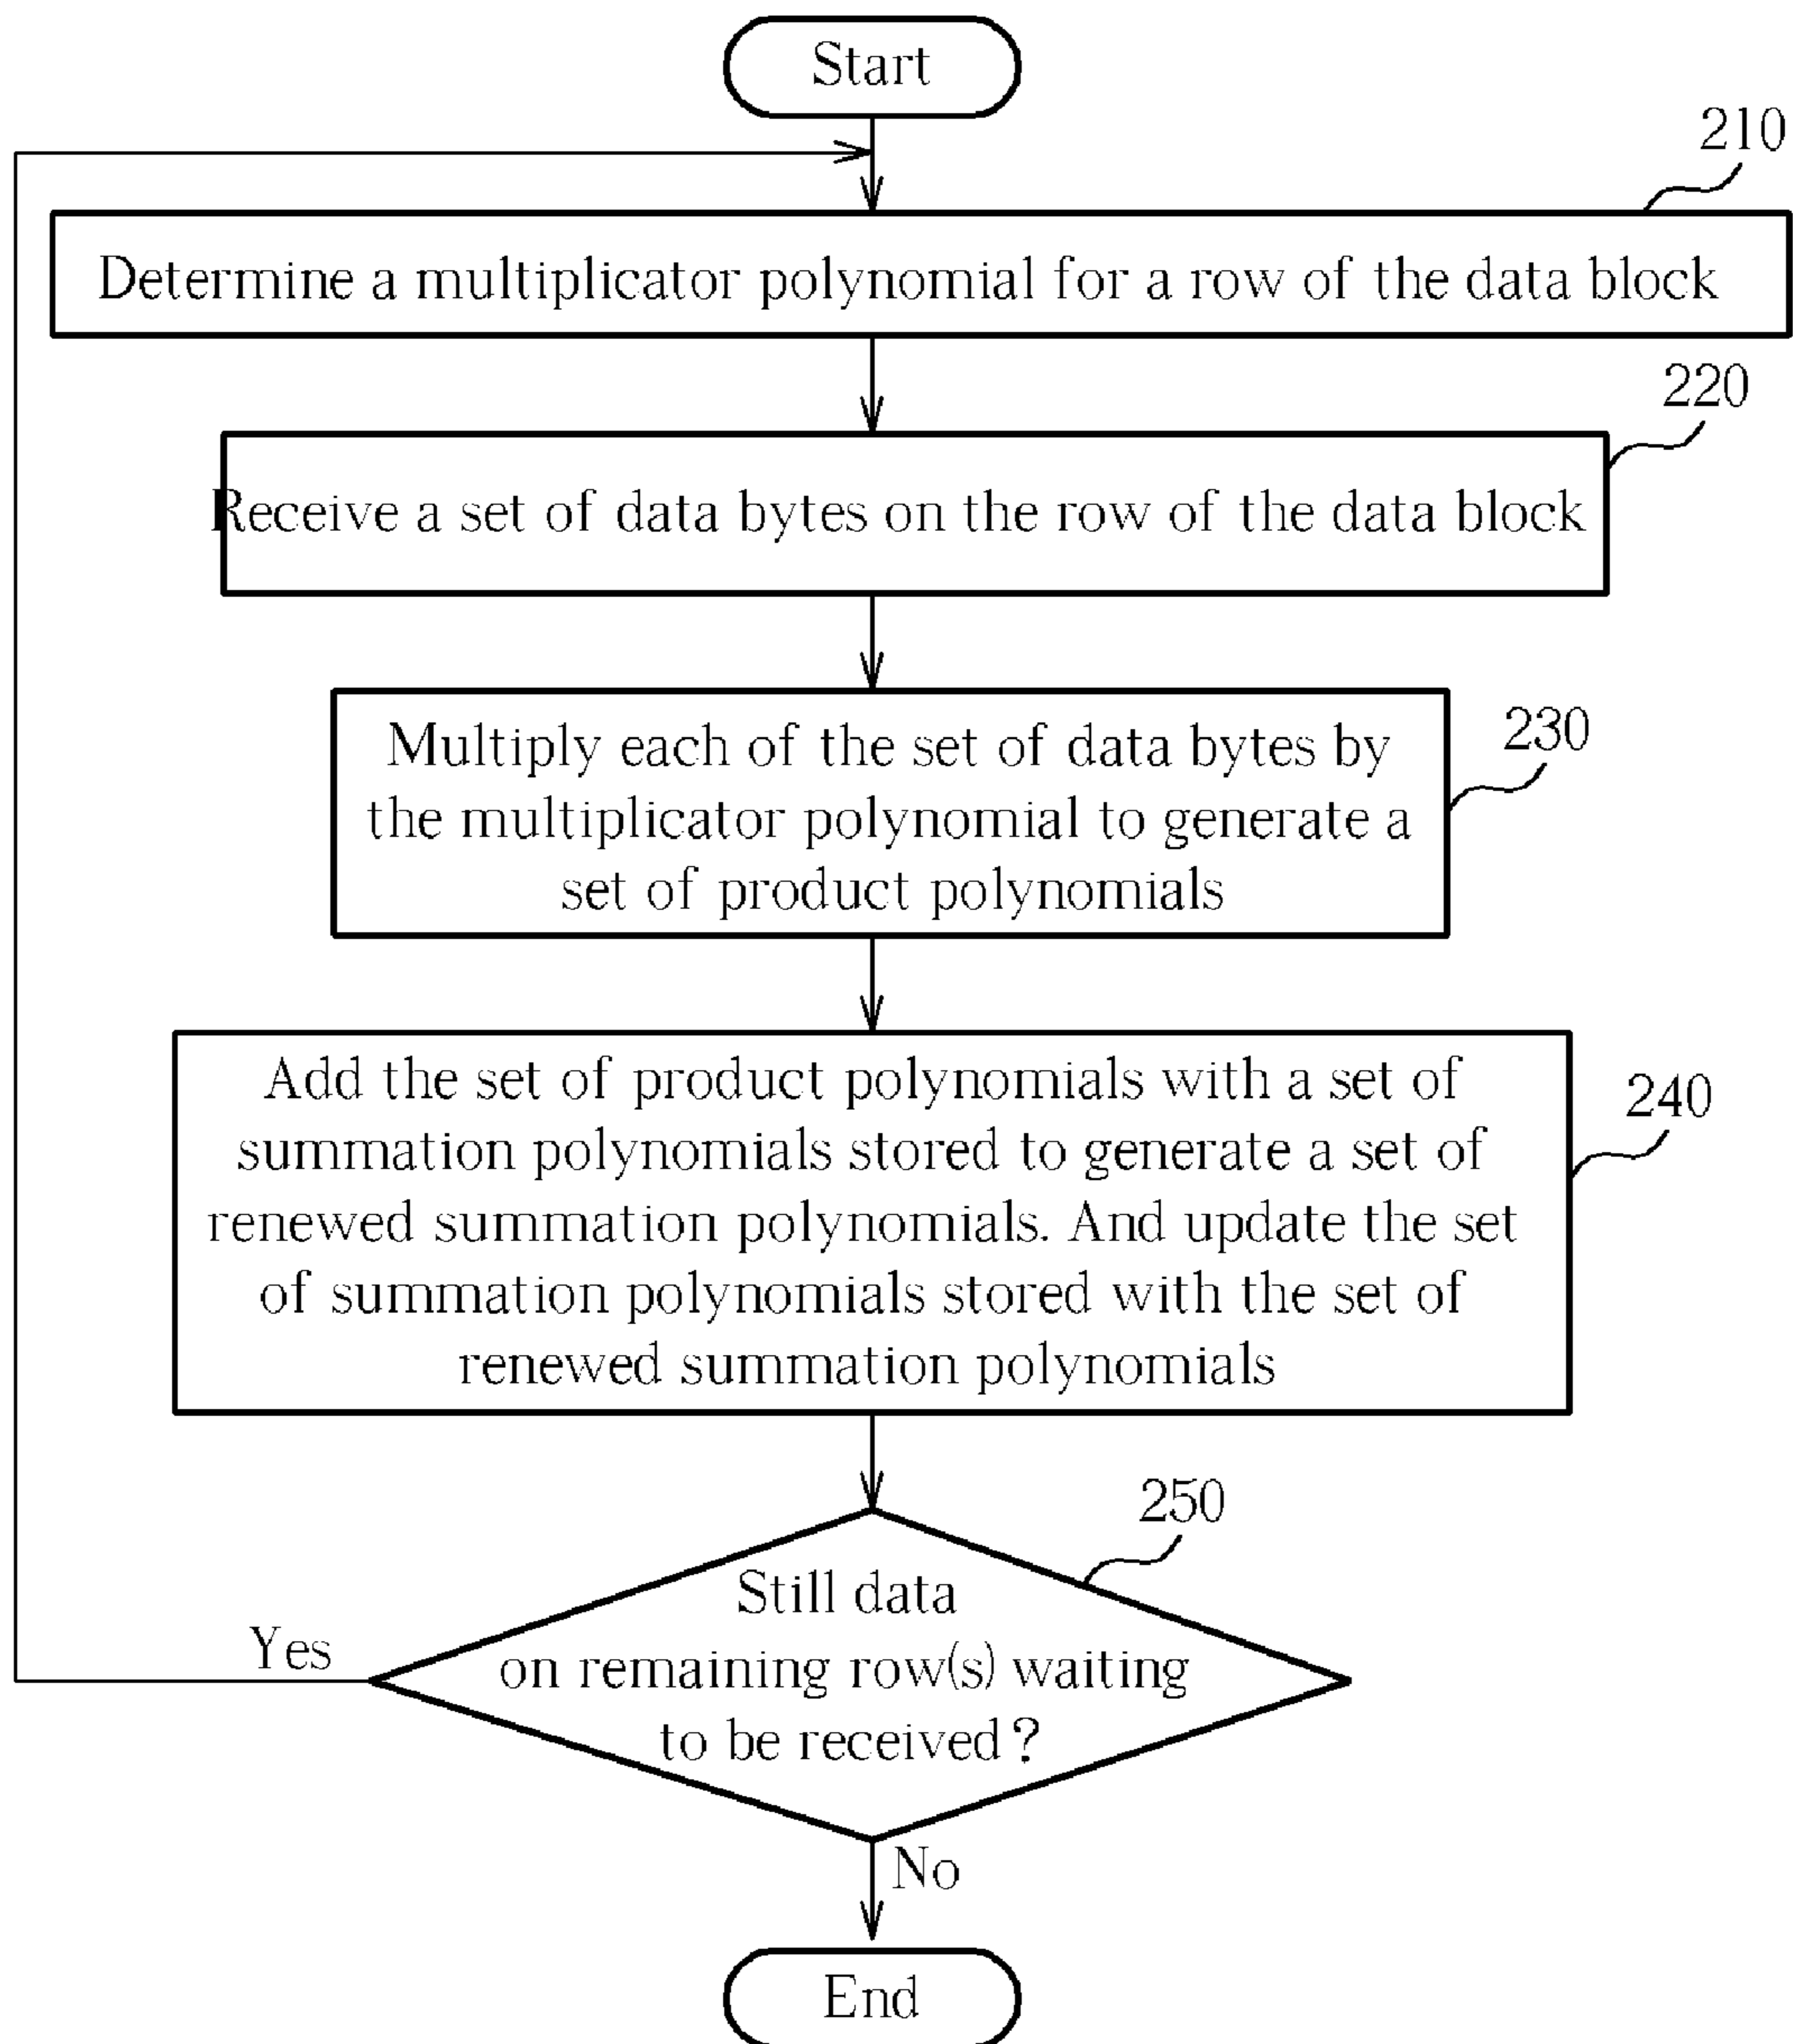 Start
210
Determine a multiplicator polynomial for a row of the data block
220
Receive a set of data bytes on the row of the data block
230
Multiply each of the set of data bytes by
the multiplicator polynomial to generate a
set of product polynomials
240
Add the set of product polynomials with a set of
summation polynomials stored to generate a set of
renewed summation polynomials. And update the set
of summation polynomials stored with the set of
renewed summation polynomials
250
Still data
on remaining row(s) waiting
to be received?
Yes
No
End